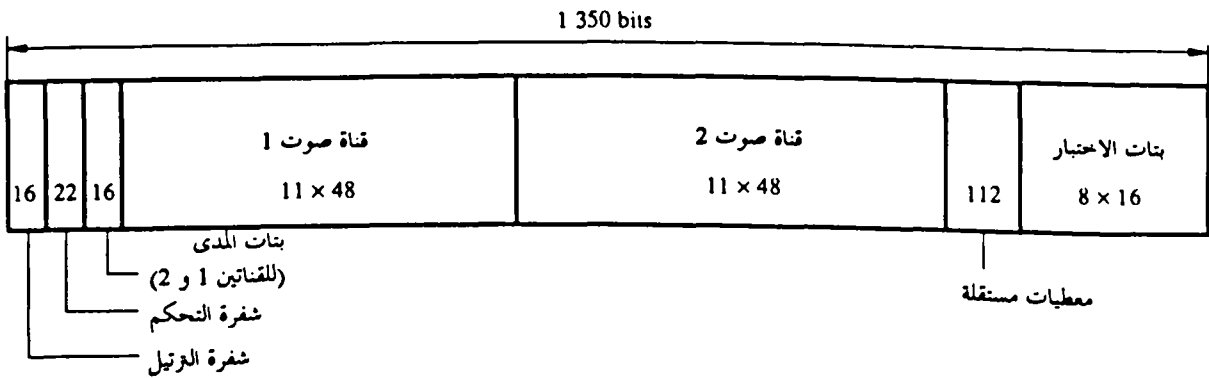 1 350 bits
قناة صوت 1
11 × 48
قناة صوت 2
11 × 48
بتات الاختبار
8 × 16
16
22
16
112
بتات المدى
(للقناتين 1 و 2)
شفرة التحكم
شفرة الترتيل
معطيات مستقلة